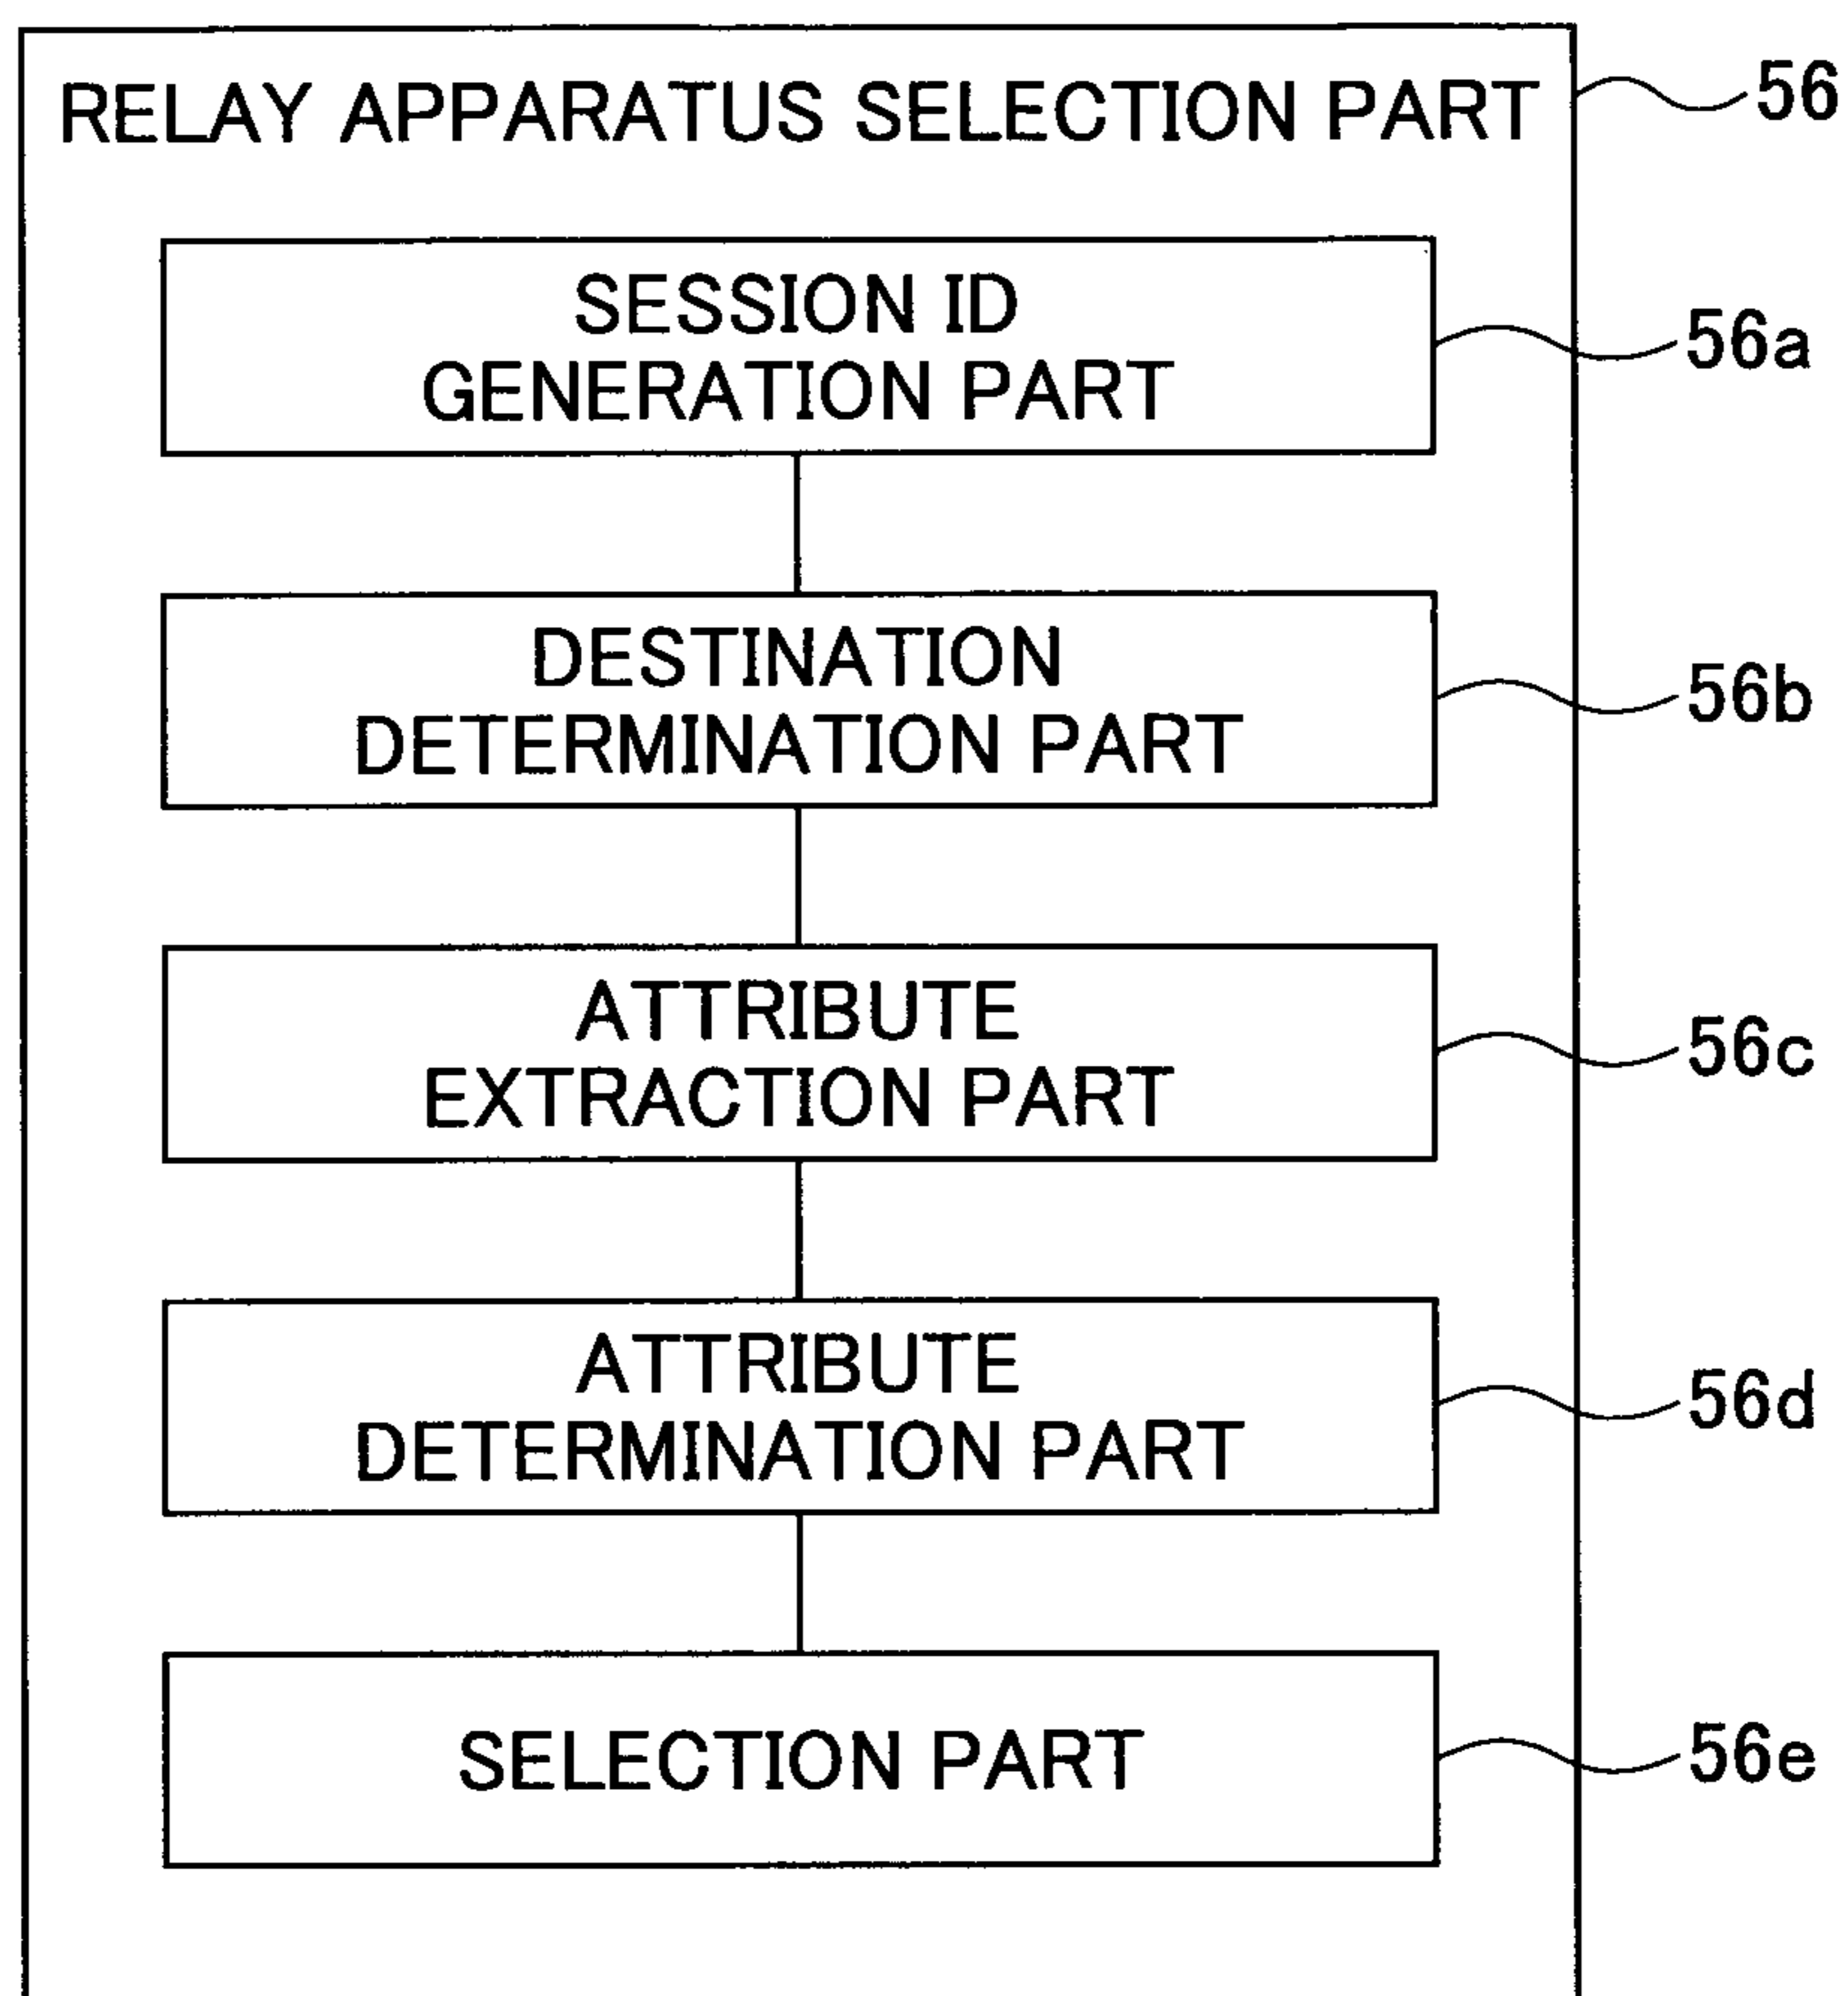 RELAY APPARATUS SELECTION PART
56
SESSION ID
GENERATION PART
56a
DESTINATION
DETERMINATION PART
56b
ATTRIBUTE
EXTRACTION PART
56c
ATTRIBUTE
DETERMINATION PART
56d
SELECTION PART
56e